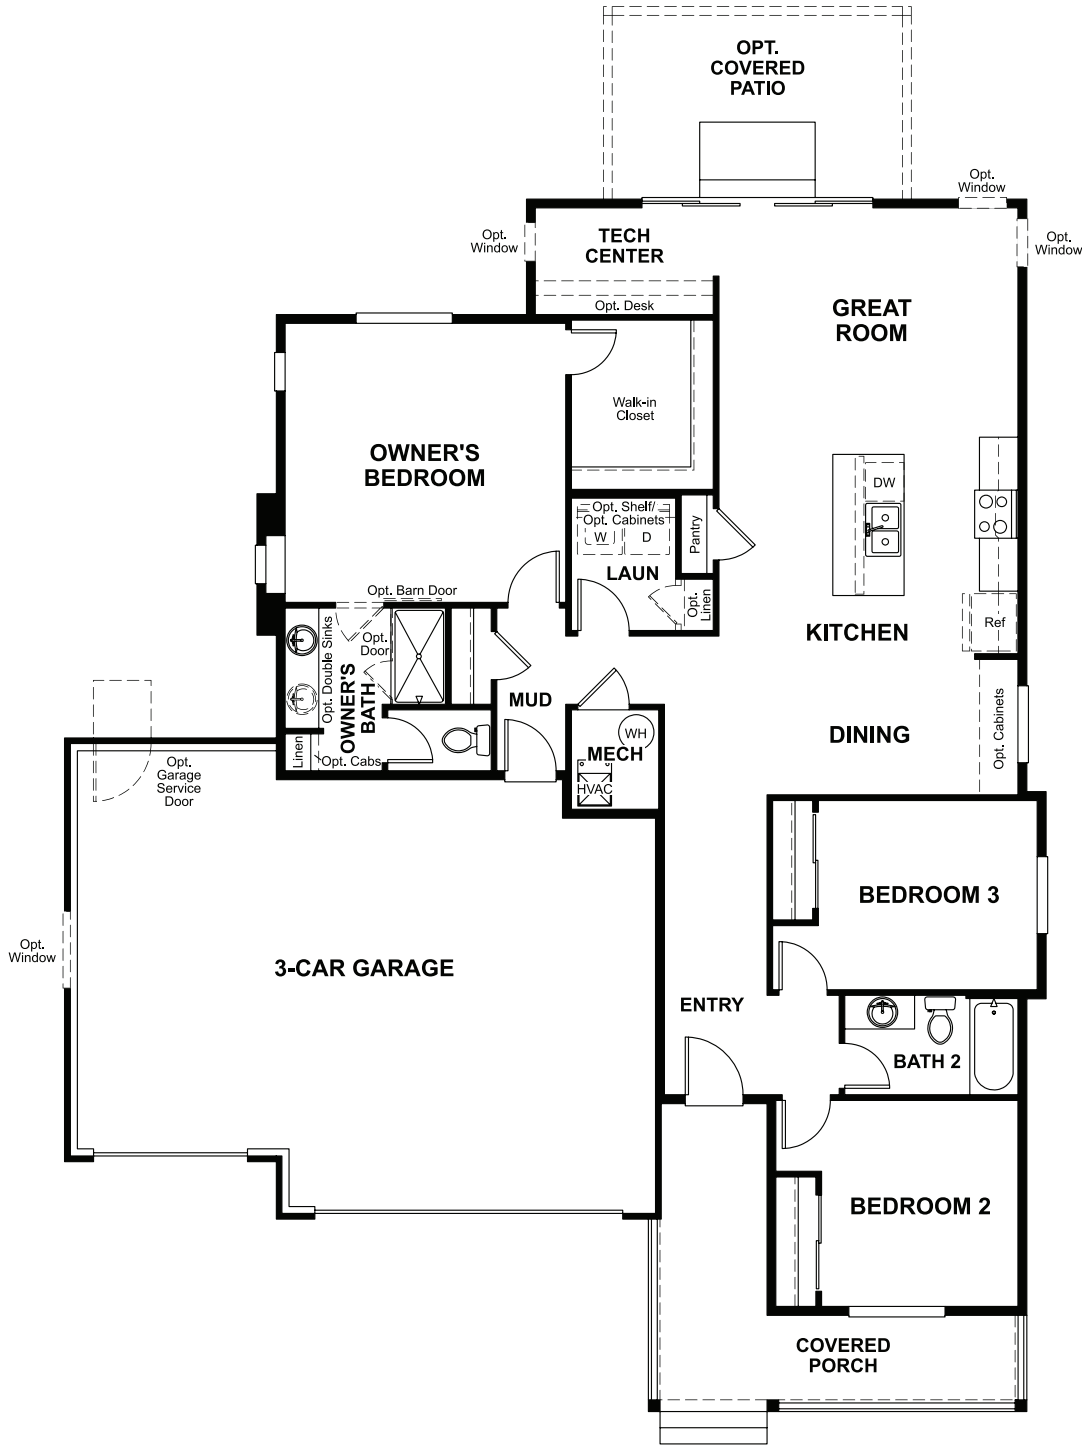 OPT.
COVERED
PATIO
Opt.
Window
Opt.
Window
TECH
CENTER
Opt.
Window
Opt. Desk
GREAT
ROOM
Walk-in
Closet
OWNER'S
BEDROOM
DW
Opt. Shelf/
Opt. Cabinets
W
D
Pantry
LAUN
Opt. Barn Door
Opt.
Linen
Ref
KITCHEN
Opt. Double Sinks
Opt.
Door
OWNER'S
BATH
MUD
Opt. Cabinets
DINING
WH
MECH
Linen
Opt. Cabs
HVAC
Opt.
Garage
Service
Door
BEDROOM 3
Opt.
Window
3-CAR GARAGE
ENTRY
BATH 2
BEDROOM 2
COVERED
PORCH